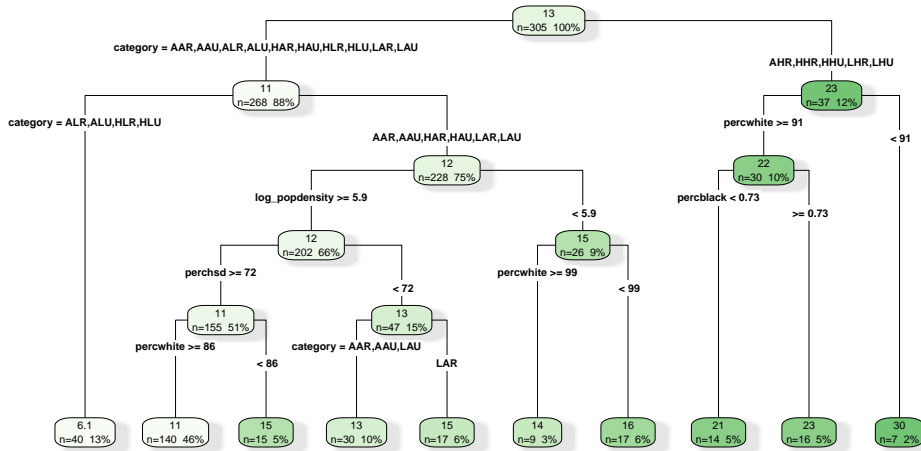 13
n=305 100%
category = AAR,AAU,ALR,ALU,HAR,HAU,HLR,HLU,LAR,LAU
AHR,HHR,HHU,LHR,LHU
11
n=268 88%
23
n=37 12%
category = ALR,ALU,HLR,HLU
AAR,AAU,HAR,HAU,LAR,LAU
percwhite >= 91
< 91
12
n=228 75%
22
n=30 10%
log_popdensity >= 5.9
< 5.9
percblack < 0.73
>= 0.73
12
n=202 66%
15
n=26 9%
perchsd >= 72
< 72
percwhite >= 99
< 99
11
n=155 51%
13
n=47 15%
percwhite >= 86
< 86
category = AAR,AAU,LAU
LAR
6.1
n=40 13%
11
n=140 46%
15
n=15 5%
13
n=30 10%
15
n=17 6%
14
n=9 3%
16
n=17 6%
21
n=14 5%
23
n=16 5%
30
n=7 2%